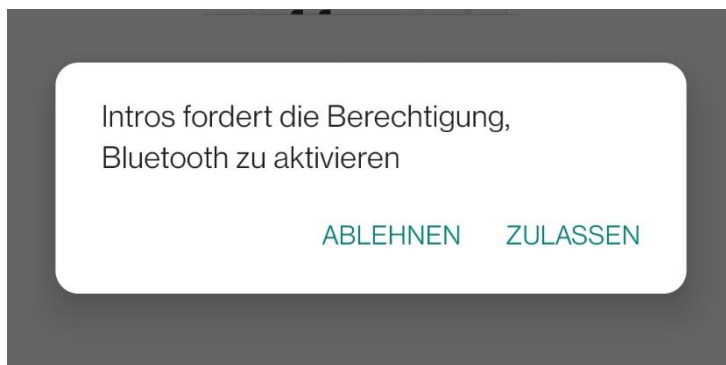 Intros fordert die Berechtigung,
Bluetooth zu aktivieren
ABLEHNEN ZULASSEN